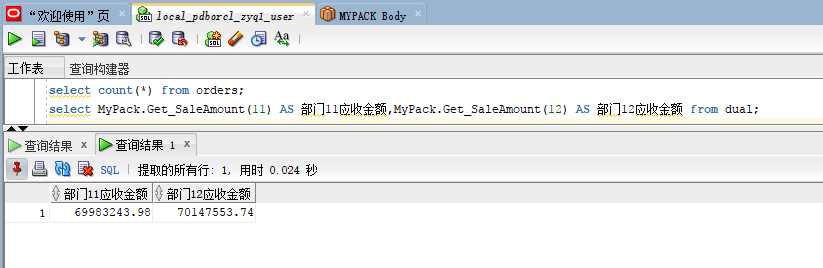 “欢迎使用”页 local_pdborcl_zyq1_user MYPACK Body
SQL Aa
工作表 查询构建器
select count(*) from orders;
select MyPack.Get_SaleAmount(11) AS 部门11应收金额,MyPack.Get_SaleAmount(12) AS 部门12应收金额 from dual;
查询结果 x 查询结果 1 x
SQL | 提取的所有行: 1, 用时 0.024 秒
部门11应收金额 部门12应收金额
1 69983243.98 70147553.74